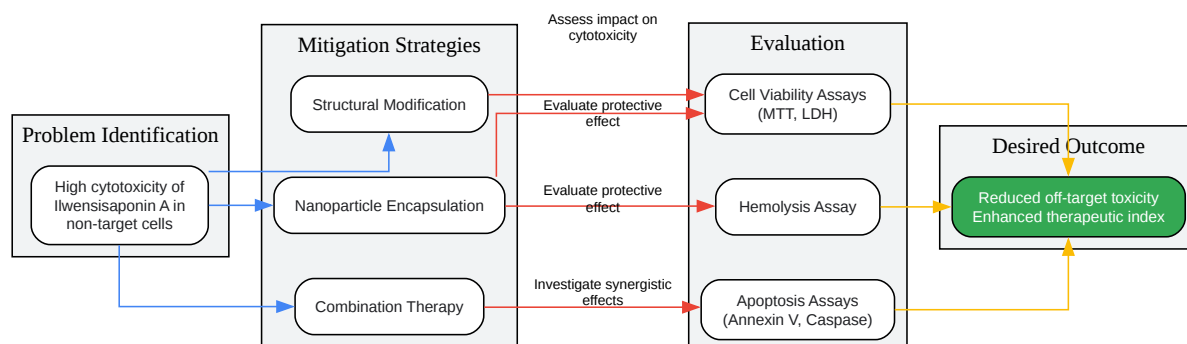 Problem Identification
High cytotoxicity of
Ilwensisaponin A in
non-target cells
Mitigation Strategies
Structural Modification
Nanoparticle Encapsulation
Combination Therapy
Assess impact on
cytotoxicity
Evaluate protective
effect
Evaluate protective
effect
Investigate synergistic
effects
Evaluation
Cell Viability Assays
(MTT, LDH)
Hemolysis Assay
Apoptosis Assays
(Annexin V, Caspase)
Desired Outcome
Reduced off-target toxicity
Enhanced therapeutic index